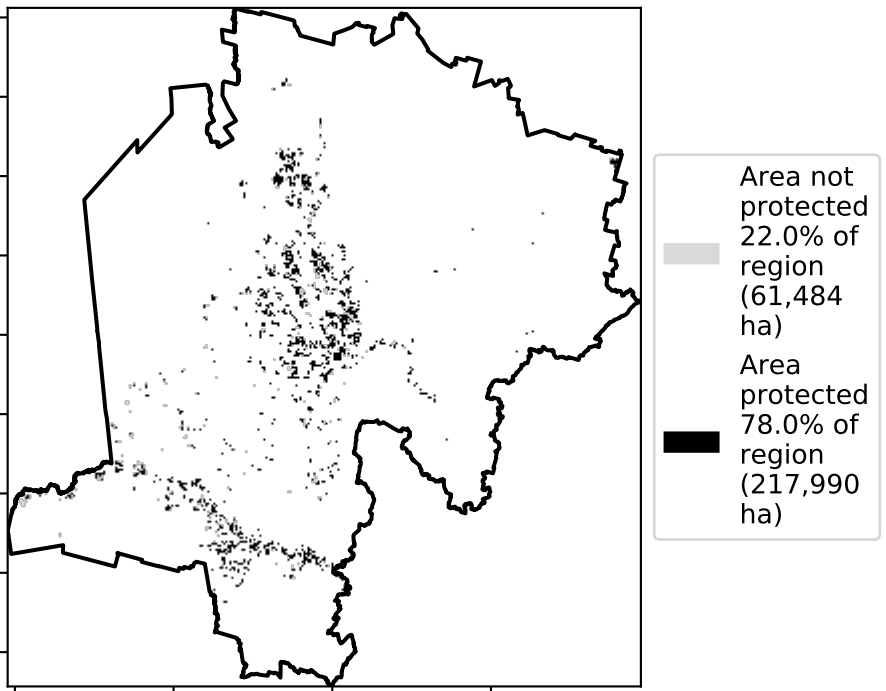 Area not
protected
22.0% of
region
(61,484
ha)
Area
protected
78.0% of
region
(217,990
ha)